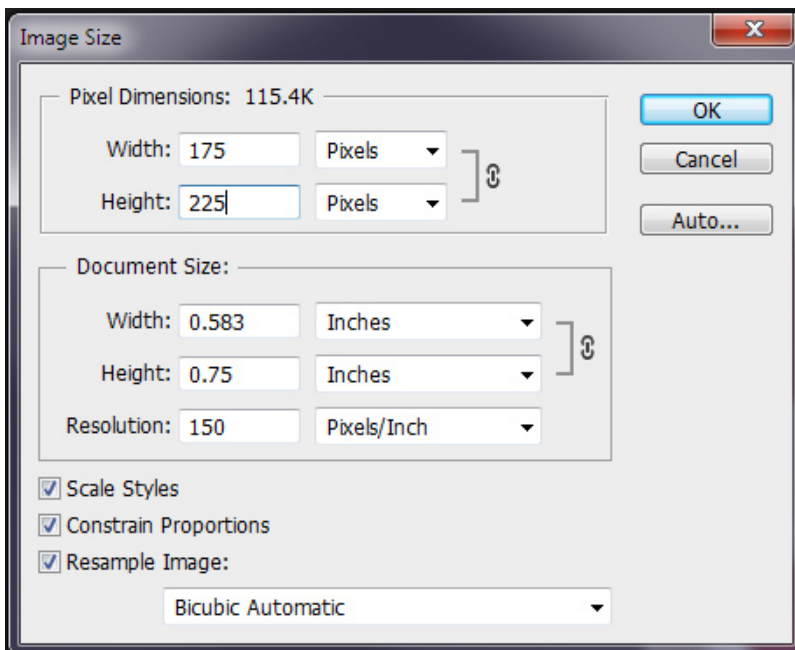 Image Size
Pixel Dimensions: 115.4K
OK
Width: 175 Pixels
Cancel
Height: 225 Pixels
Auto...
Document Size:
Width: 0.583 Inches
Height: 0.75 Inches
Resolution: 150 Pixels/Inch
Scale Styles
Constrain Proportions
Resample Image:
Bicubic Automatic